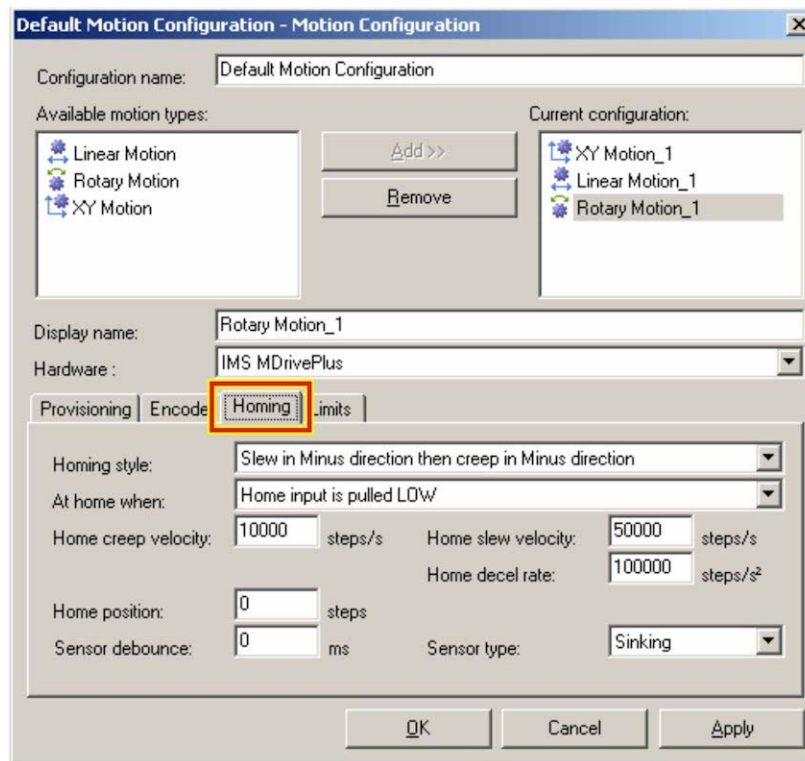 Default Motion Configuration - Motion Configuration
Configuration name: Default Motion Configuration
Available motion types: Current configuration:
Linear Motion
Rotary Motion
XY Motion
Add >>
Remove
XY Motion_1
Linear Motion_1
Rotary Motion_1
Display name: Rotary Motion_1
Hardware : IMS MDrivePlus
Provisioning Encode Homing Limits
Homing style: Slew in Minus direction then creep in Minus direction
At home when: Home input is pulled LOW
Home creep velocity: 10000 steps/s Home slew velocity: 50000 steps/s
Home decel rate: 100000 steps/s²
Home position: 0 steps
Sensor debounce: 0 ms Sensor type: Sinking
OK Cancel Apply